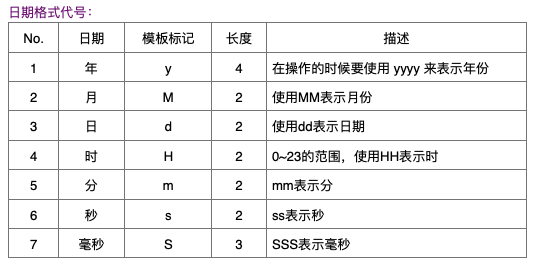 日期格式代号：
No. 日期 模板标记 长度 描述
1 年 y 4 在操作的时候要使用 yyyy 来表示年份
2 月 M 2 使用MM表示月份
3 日 d 2 使用dd表示日期
4 时 H 2 0~23的范围，使用HH表示时
5 分 m 2 mm表示分
6 秒 s 2 ss表示秒
7 毫秒 S 3 SSS表示毫秒